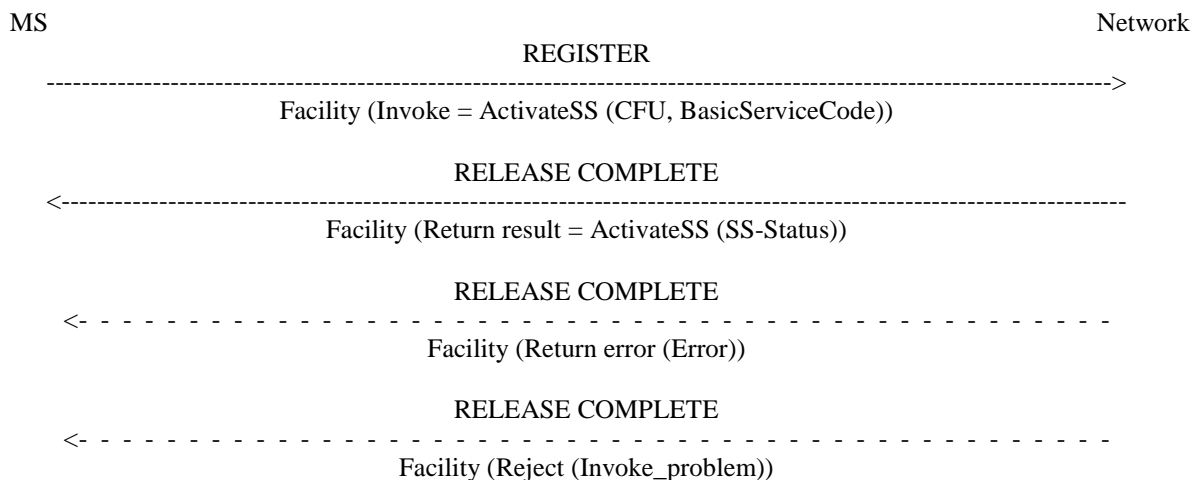 MS Network
REGISTER
------------------------------------------------------------------------------------------------------------------------>
Facility (Invoke = ActivateSS (CFU, BasicServiceCode))
RELEASE COMPLETE
<------------------------------------------------------------------------------------------------------------------------
Facility (Return result = ActivateSS (SS-Status))
RELEASE COMPLETE
<- - - - - - - - - - - - - - - - - - - - - - - - - - - - - - - - - - - - - - - - - - - - - - - - - - - - - - - - -
Facility (Return error (Error))
RELEASE COMPLETE
<- - - - - - - - - - - - - - - - - - - - - - - - - - - - - - - - - - - - - - - - - - - - - - - - - - - - - - - - -
Facility (Reject (Invoke_problem))